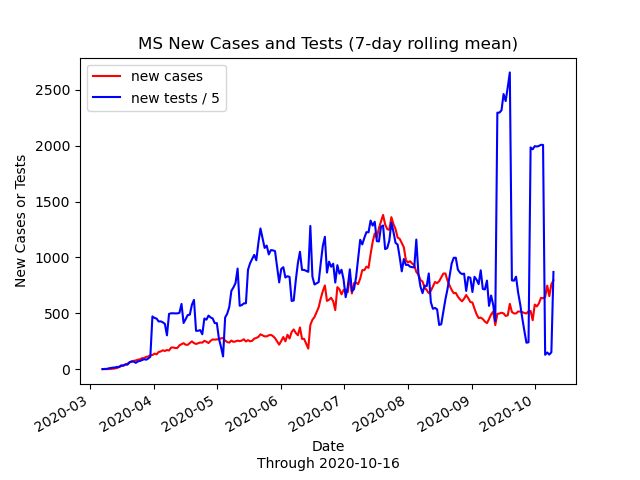 MS New Cases and Tests (7-day rolling mean)
new cases
new tests / 5
New Cases or Tests
2500
2000
1500
1000
500
0
2020-03
2020-04
2020-05
2020-06
2020-07
2020-08
2020-09
2020-10
Date
Through 2020-10-16